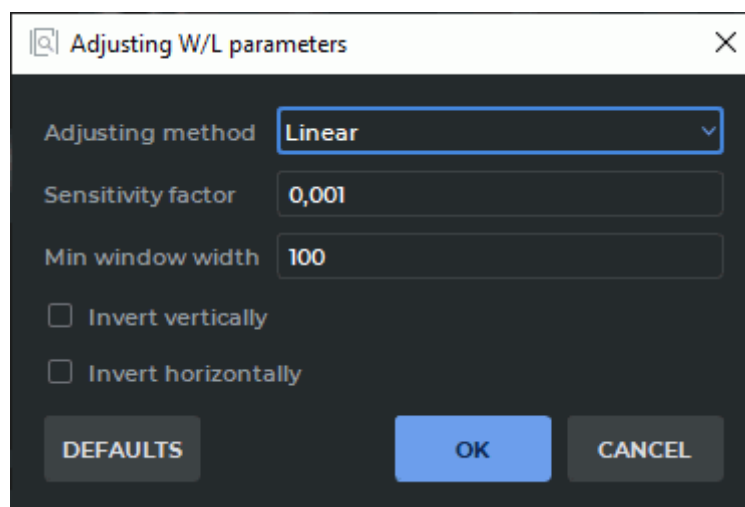 Adjusting W/L parameters
Adjusting method Linear
Sensitivity factor 0,001
Min window width 100
Invert vertically
Invert horizontally
DEFAULTS OK CANCEL